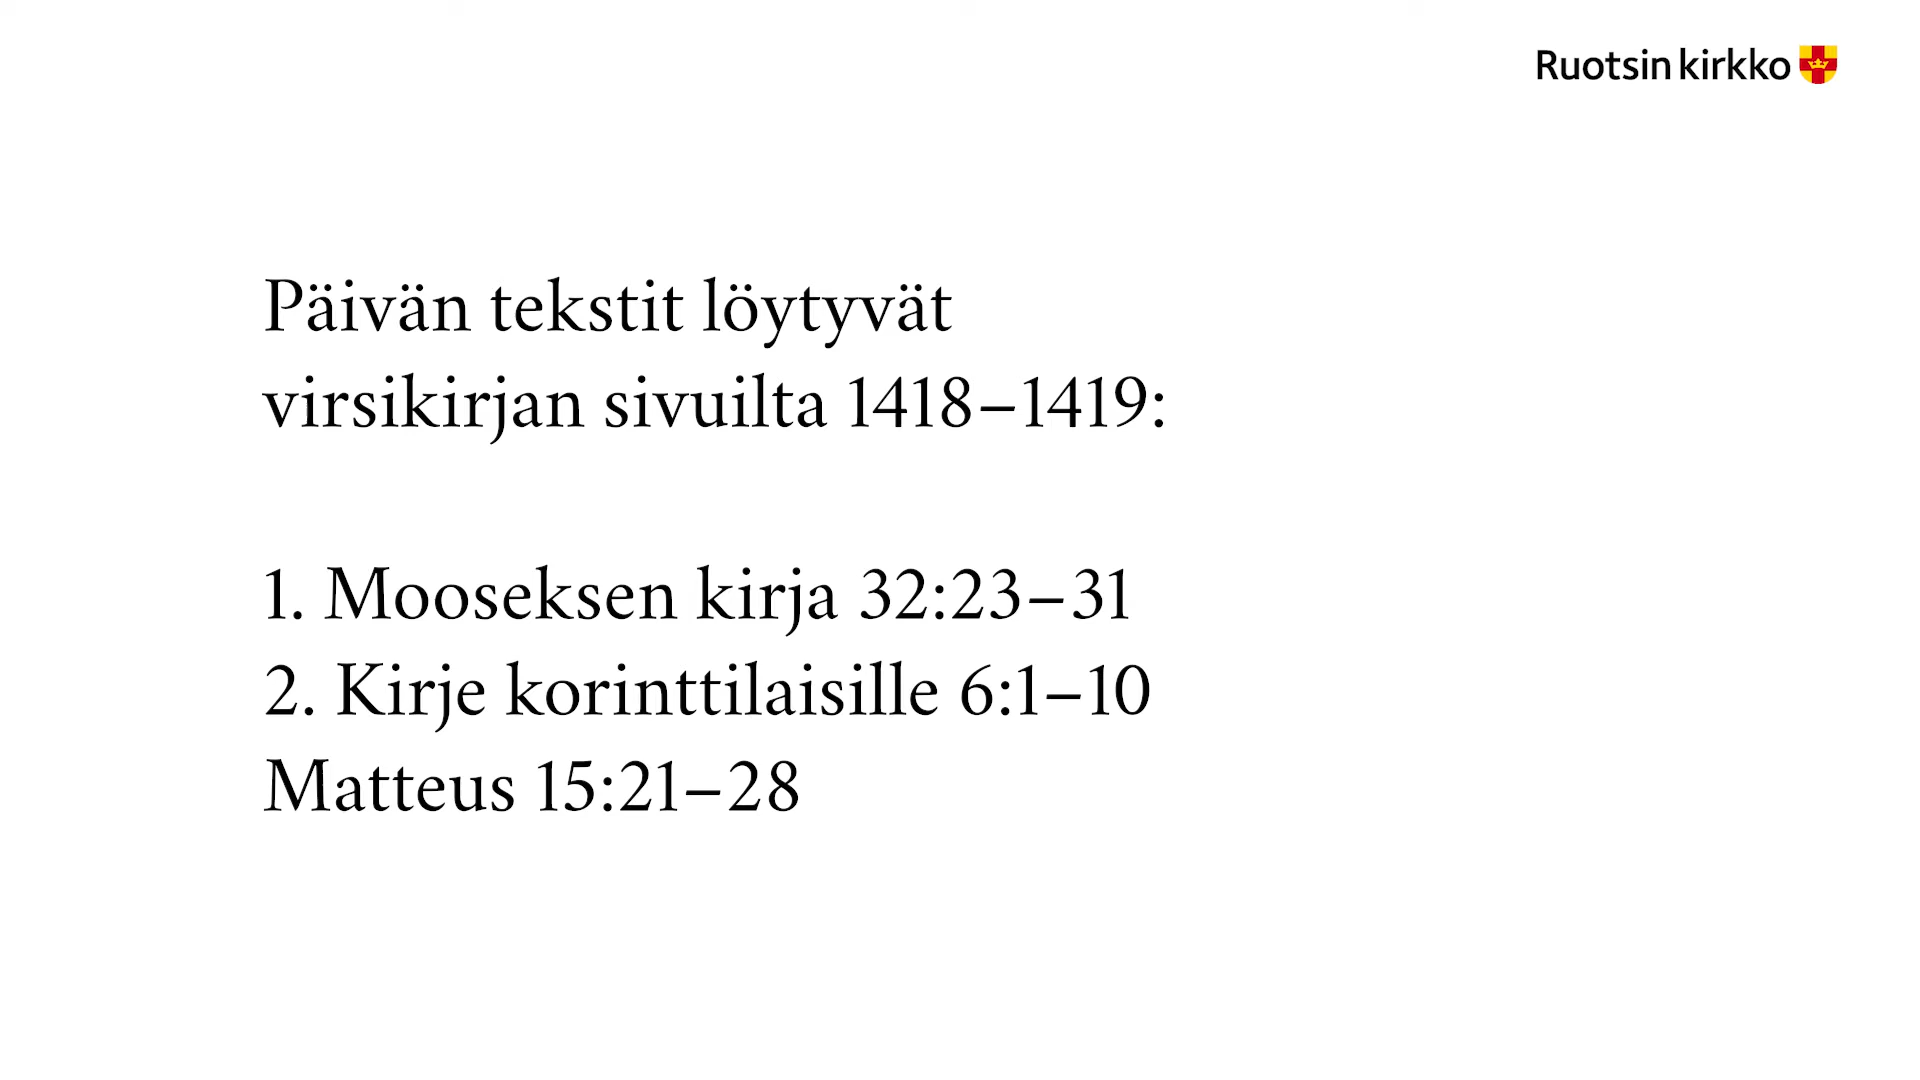 Ruotsin kirkko
Päivän tekstit löytyvät
virsikirjan sivuilta 1418–1419:
1. Mooseksen kirja 32:23–31
2. Kirje korinttilaisille 6:1–10
Matteus 15:21–28